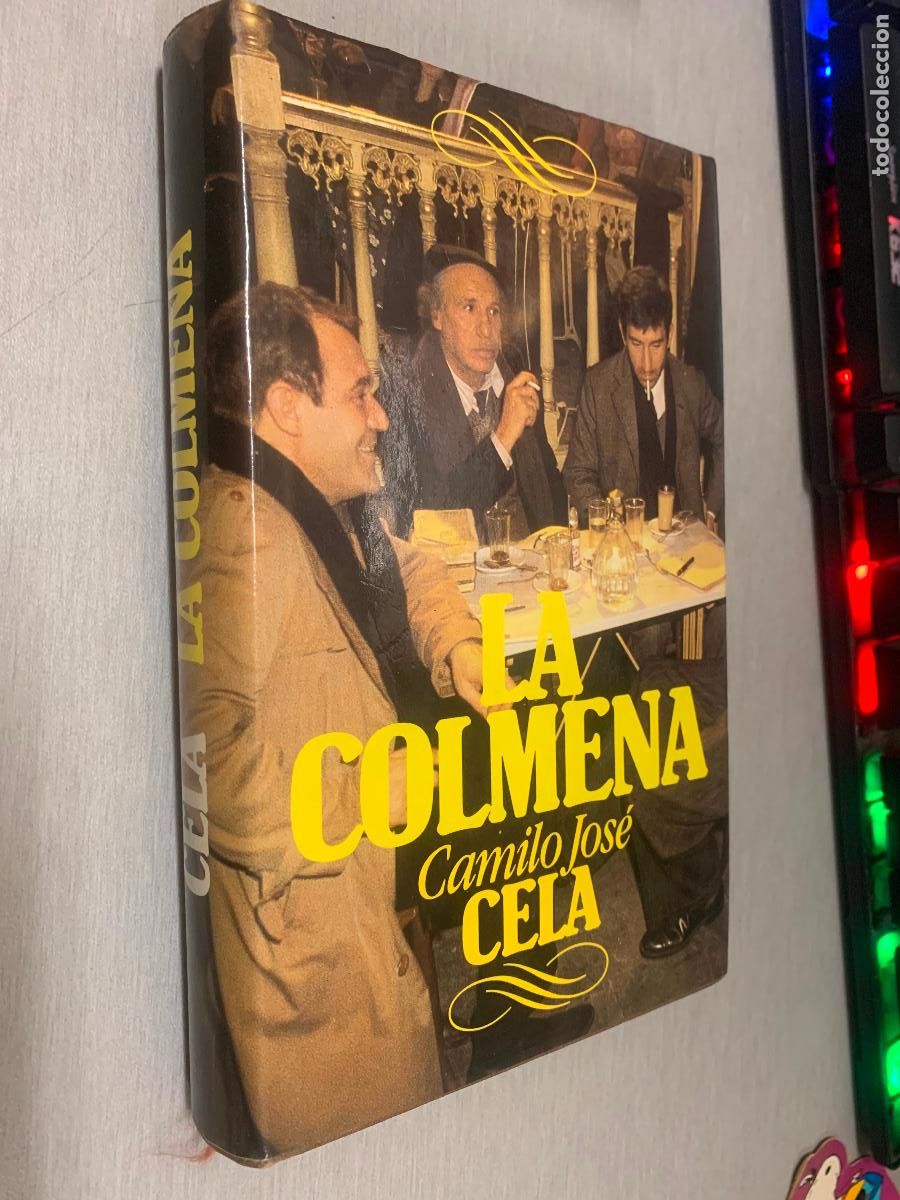 LA
COLMENA
Camilo José
CELA
CELA LA COLMENA
todocoleccion